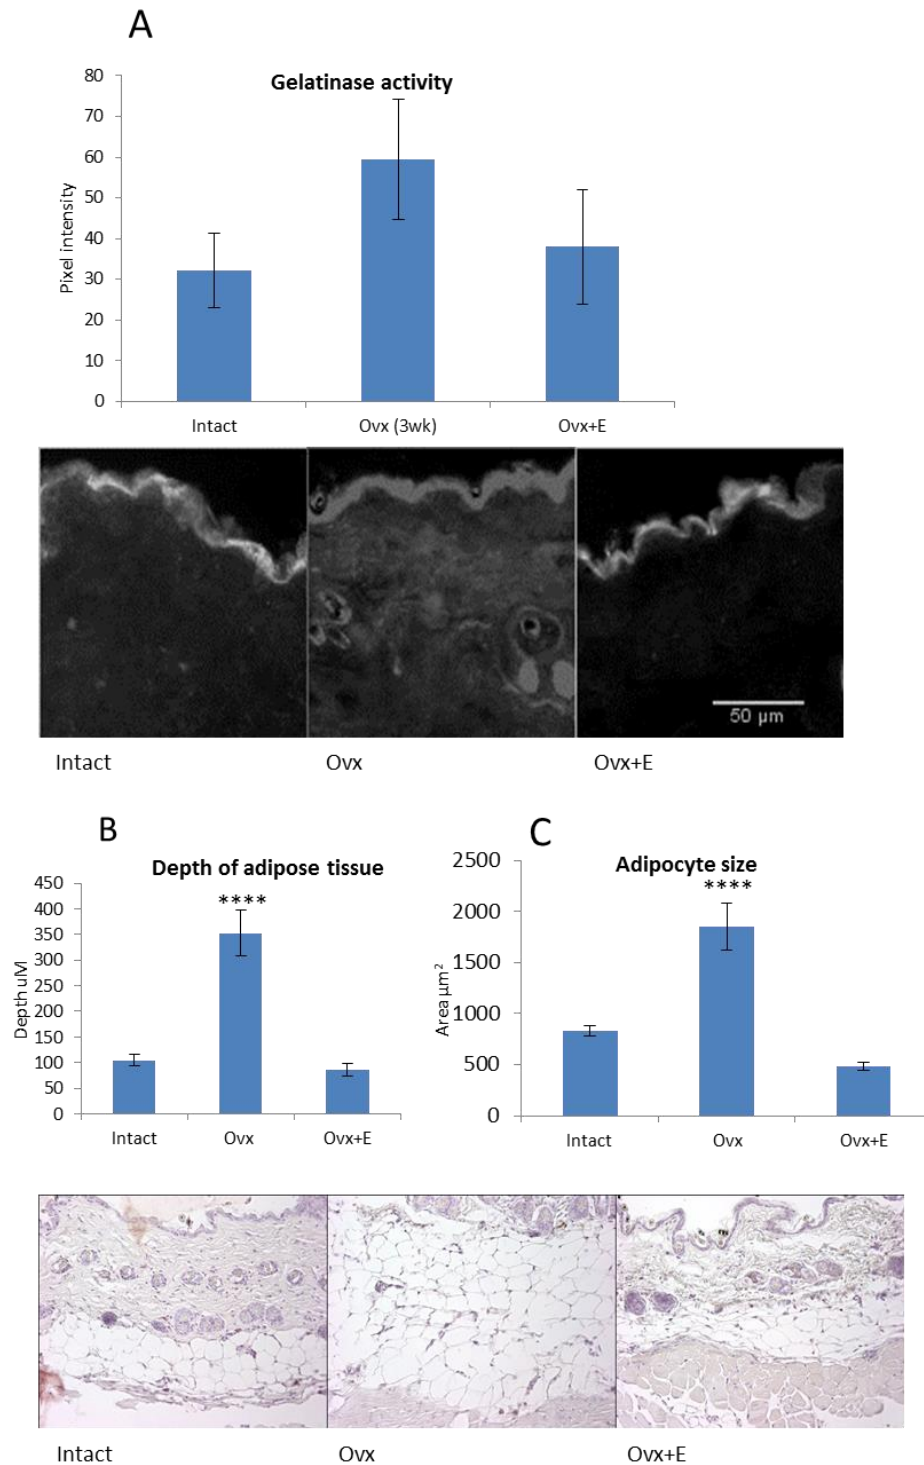 A
Gelatinase activity
80
70
60
50
40
30
20
10
0
Pixel intensity
Intact
Ovx (3wk)
Ovx+E
50 µm
Intact
Ovx
Ovx+E
B
Depth of adipose tissue
450
400
350
300
250
200
150
100
50
0
Depth uM
****
Intact
Ovx
Ovx+E
C
Adipocyte size
2500
2000
1500
1000
500
0
Area µm²
****
Intact
Ovx
Ovx+E
Intact
Ovx
Ovx+E